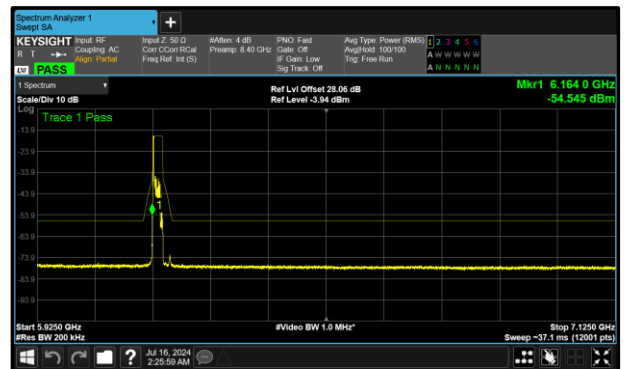 Spectrum Analyzer 1
Swept SA
+
KEYSIGHT Input: RF Input Z: 50 Ω #Atten: 4 dB PNO: Fast Avg Type: Power (RMS) 1 2 3 4 5 6
R T Coupling: AC Corr CCorr RCal Preamp: 8.40 GHz Gate: Off Avg|Hold: 100/100 A W W W W W
Align: Partial Freq Ref: Int (S) IF Gain: Low Trig: Free Run
PASS Sig Track: Off A N N N N N
1 Spectrum Ref Lvl Offset 28.06 dB Mkr1 6.164 0 GHz
Scale/Div 10 dB Ref Level -3.94 dBm -54.545 dBm
Log
Trace 1 Pass
-13.9
-23.9
-33.9
-43.9
1
-53.9
-63.9
-73.9
-83.9
-93.9
Start 5.9250 GHz #Video BW 1.0 MHz* Stop 7.1250 GHz
#Res BW 200 kHz Sweep ~37.1 ms (12001 pts)
? Jul 16, 2024
2:25:59 AM